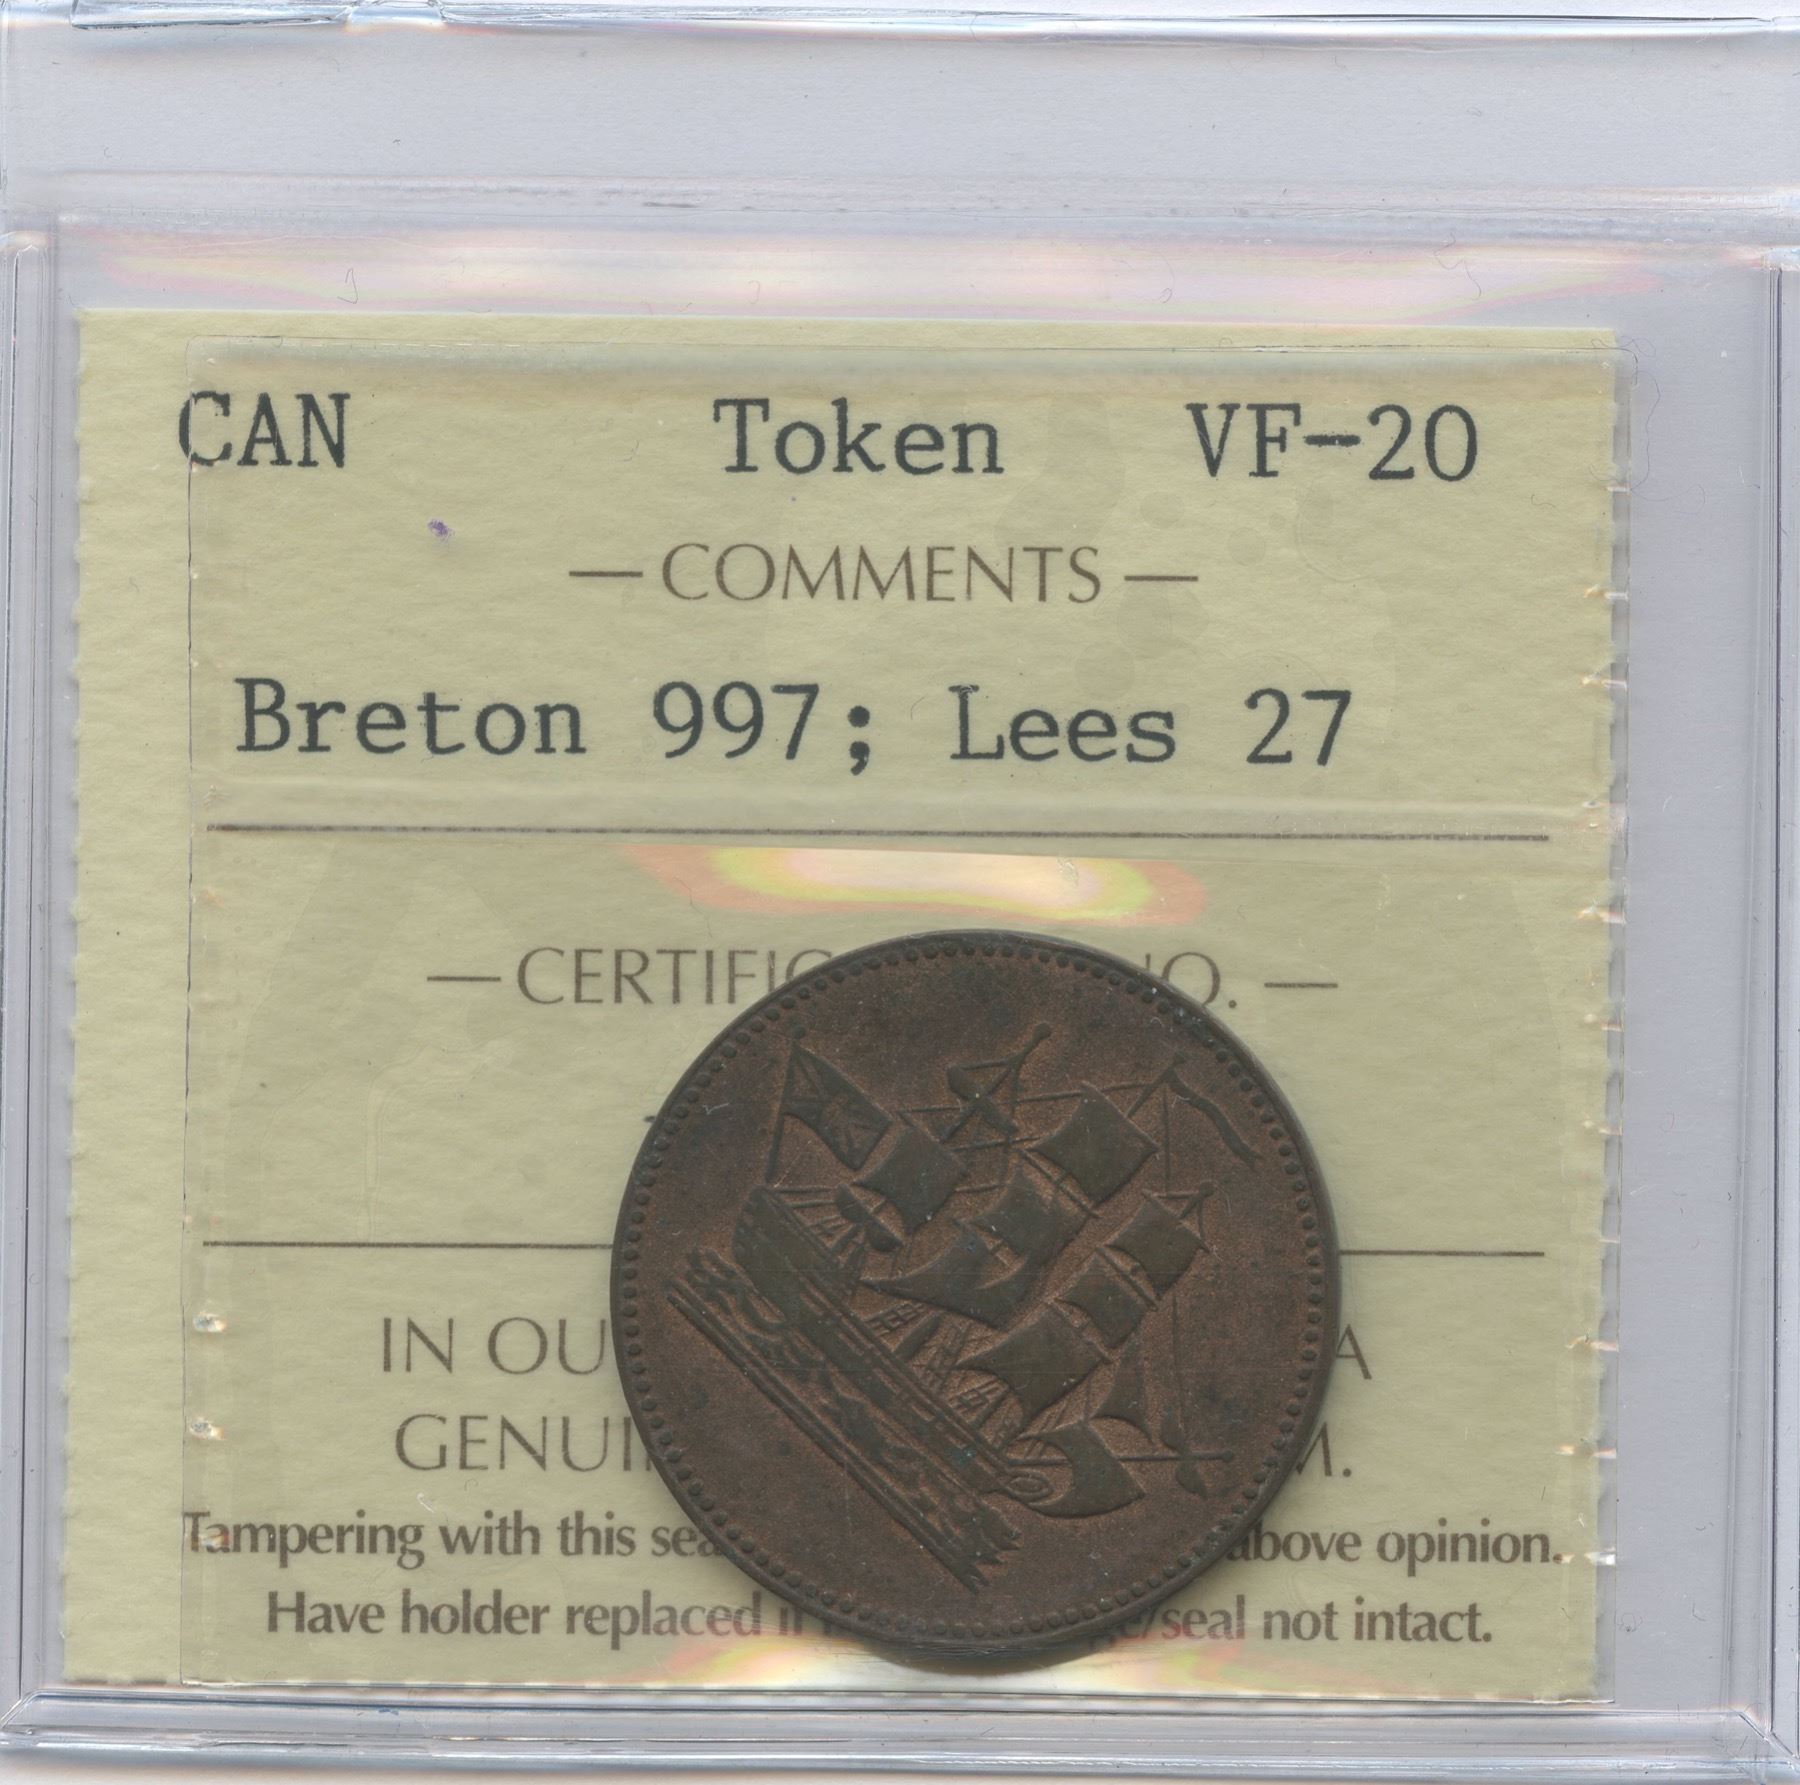 CAN Token VF-20
— COMMENTS —
Breton 997; Lees 27
— CERTIFIC O. —
IN OU A
GENUI M.
Tampering with this sea above opinion.
Have holder replaced if seal not intact.